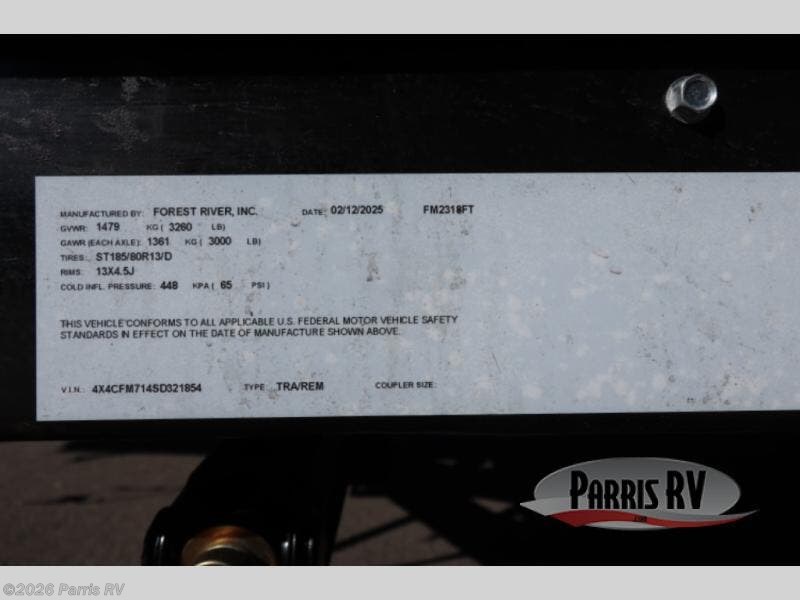 MANUFACTURED BY: FOREST RIVER, INC. DATE: 02/12/2025 FM2318FT
GVWR: 1479 KG ( 3260 LB)
GAWR (EACH AXLE): 1361 KG ( 3000 LB)
TIRES: ST185/80R13/D
RIMS: 13X4.5J
COLD INFL. PRESSURE: 448 KPA ( 65 PSI )
THIS VEHICLE CONFORMS TO ALL APPLICABLE U.S. FEDERAL MOTOR VEHICLE SAFETY
STANDARDS IN EFFECT ON THE DATE OF MANUFACTURE SHOWN ABOVE.
V.I.N.: 4X4CFM714SD321854 TYPE: TRA/REM COUPLER SIZE:
PARRIS RV
©2026 Parris RV